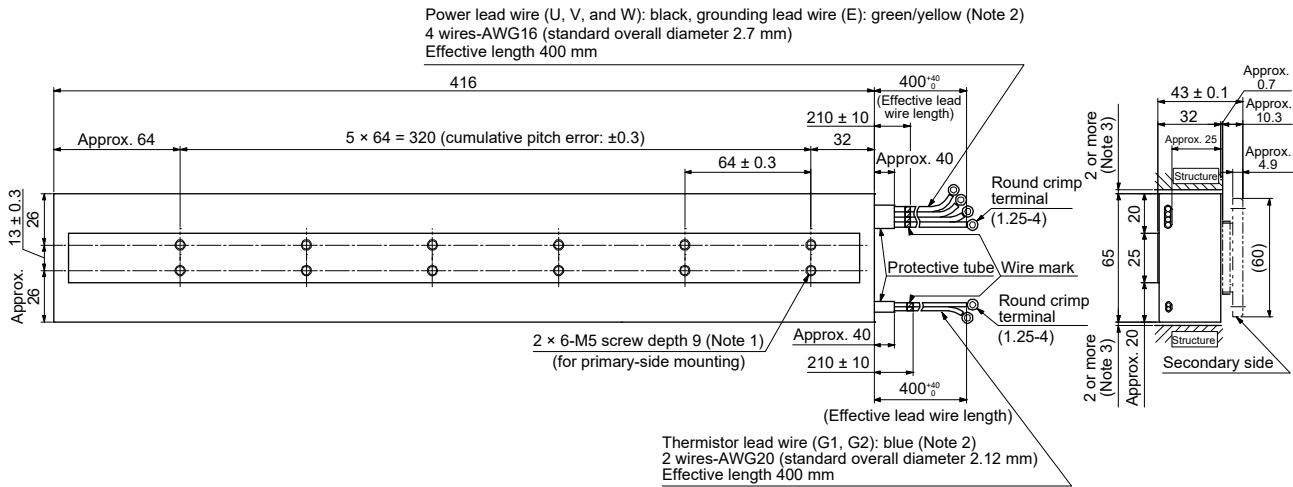 Power lead wire (U, V, and W): black, grounding lead wire (E): green/yellow (Note 2)
4 wires-AWG16 (standard overall diameter 2.7 mm)
Effective length 400 mm
416
400 +40 0
(Effective lead
wire length)
210 ± 10
Approx. 64
5 × 64 = 320 (cumulative pitch error: ±0.3)
32
64 ± 0.3
Approx. 40
Round crimp
terminal
(1.25-4)
13 ± 0.3
26
Approx.
26
Protective tube
Wire mark
Round crimp
terminal
(1.25-4)
2 × 6-M5 screw depth 9 (Note 1)
(for primary-side mounting)
Approx. 40
210 ± 10
400 +40 0
(Effective lead wire length)
Thermistor lead wire (G1, G2): blue (Note 2)
2 wires-AWG20 (standard overall diameter 2.12 mm)
Effective length 400 mm
Approx.
0.7
43 ± 0.1
Approx.
10.3
32
Approx. 25
Approx.
4.9
2 or more
(Note 3)
Structure
20
65
25
(60)
Structure
2 or more
(Note 3)
Approx. 20
Secondary side